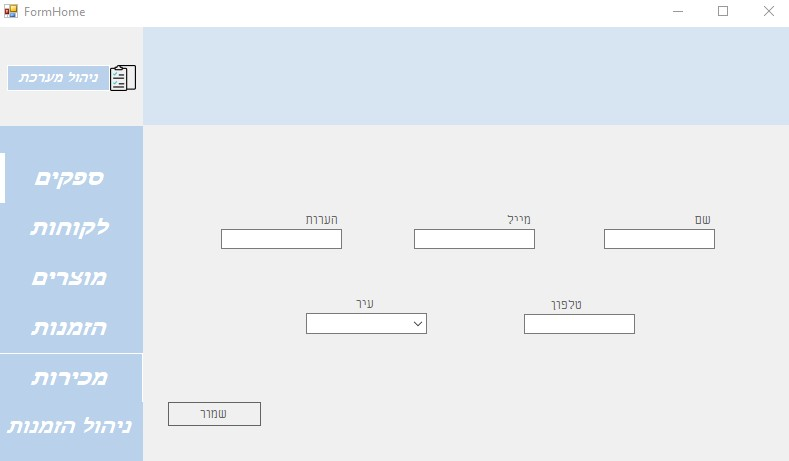 FormHome
ניהול מערכת
ספקים
לקוחות
מוצרים
הזמנות
מכירות
ניהול הזמנות
שם
מייל
הערות
טלפון
עיר
שמור